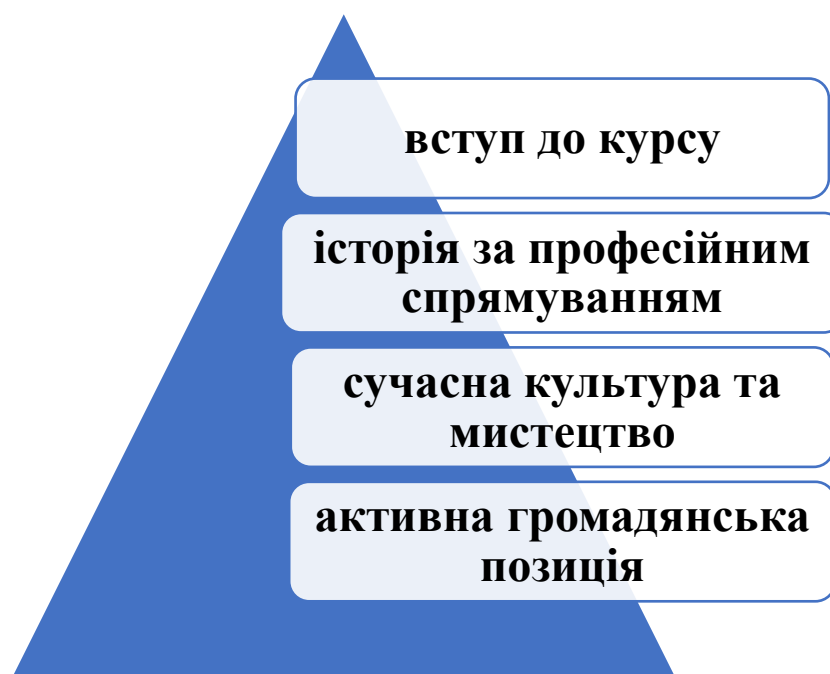 вступ до курсу
історія за професійним
спрямуванням
сучасна культура та
мистецтво
активна громадянська
позиція